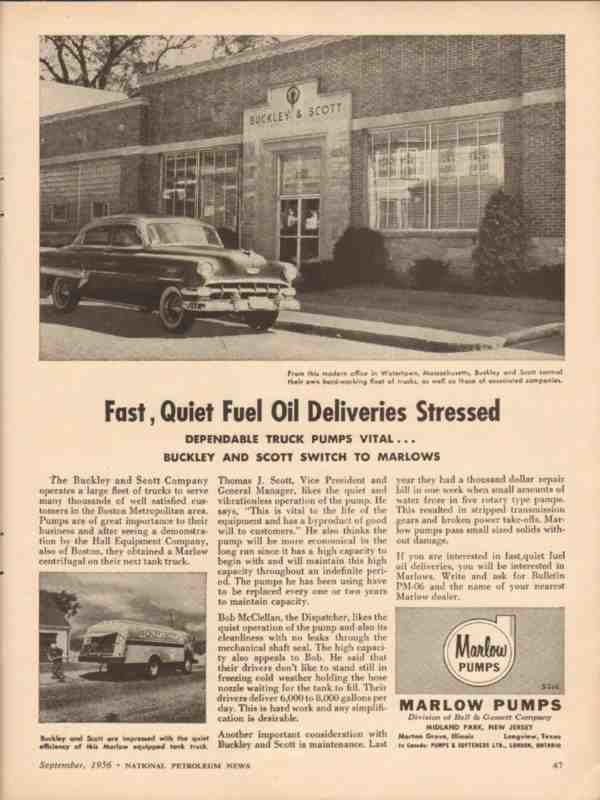 BUCKLEY & SCOTT
From this modern office in Watertown, Massachusetts, Buckley and Scott control
their own hard-working fleet of trucks, as well as those of associated companies.
Fast, Quiet Fuel Oil Deliveries Stressed
DEPENDABLE TRUCK PUMPS VITAL...
BUCKLEY AND SCOTT SWITCH TO MARLOWS
The Buckley and Scott Company
operates a large fleet of trucks to serve
many thousands of well satisfied cus-
tomers in the Boston Metropolitan area.
Pumps are of great importance to their
business and after seeing a demonstra-
tion by the Hall Equipment Company,
also of Boston, they obtained a Marlow
centrifugal on their next tank truck.
Buckley and Scott are impressed with the quiet
efficiency of this Marlow equipped tank truck.
Thomas J. Scott, Vice President and
General Manager, likes the quiet and
vibrationless operation of the pump. He
says, "This is vital to the life of the
equipment and has a byproduct of good
will to customers." He also thinks the
pump will be more economical in the
long run since it has a high capacity to
begin with and will maintain this high
capacity throughout an indefinite peri-
od. The pumps he has been using have
to be replaced every one or two years
to maintain capacity.
Bob McClellan, the Dispatcher, likes the
quiet operation of the pump and also its
cleanliness with no leaks through the
mechanical shaft seal. The high capaci-
ty also appeals to Bob. He said that
their drivers don't like to stand still in
freezing cold weather holding the hose
nozzle waiting for the tank to fill. Their
drivers deliver 6,000 to 8,000 gallons per
day. This is hard work and any simplifi-
cation is desirable.
Another important consideration with
Buckley and Scott is maintenance. Last
year they had a thousand dollar repair
bill in one week when small amounts of
water froze in five rotary type pumps.
This resulted in stripped transmission
gears and broken power take-offs. Mar-
low pumps pass small sized solids with-
out damage.
If you are interested in fast,quiet fuel
oil deliveries, you will be interested in
Marlows. Write and ask for Bulletin
PM-06 and the name of your nearest
Marlow dealer.
Marlow
PUMPS
MARLOW PUMPS
Division of Bell & Gossett Company
MIDLAND PARK, NEW JERSEY
Morton Grove, Illinois Longview, Texas
In Canada: PUMPS & SOFTENERS LTD., LONDON, ONTARIO
September, 1956 • NATIONAL PETROLEUM NEWS 47